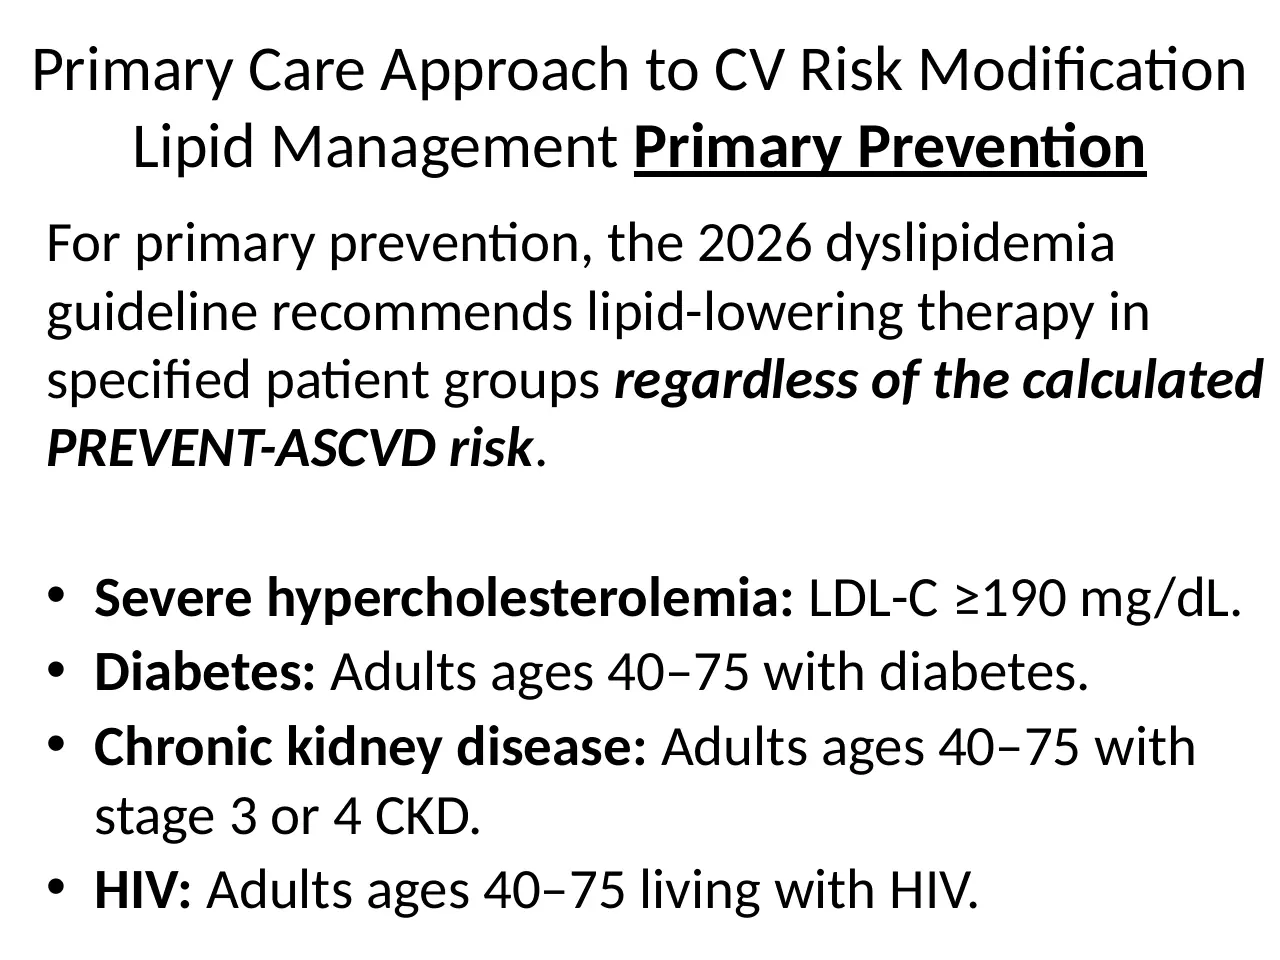 Primary Care Approach to CV Risk Modification
Lipid Management Primary Prevention
For primary prevention, the 2026 dyslipidemia
guideline recommends lipid-lowering therapy in
specified patient groups regardless of the calculated
PREVENT-ASCVD risk.
• Severe hypercholesterolemia: LDL-C ≥190 mg/dL.
• Diabetes: Adults ages 40–75 with diabetes.
• Chronic kidney disease: Adults ages 40–75 with
stage 3 or 4 CKD.
• HIV: Adults ages 40–75 living with HIV.